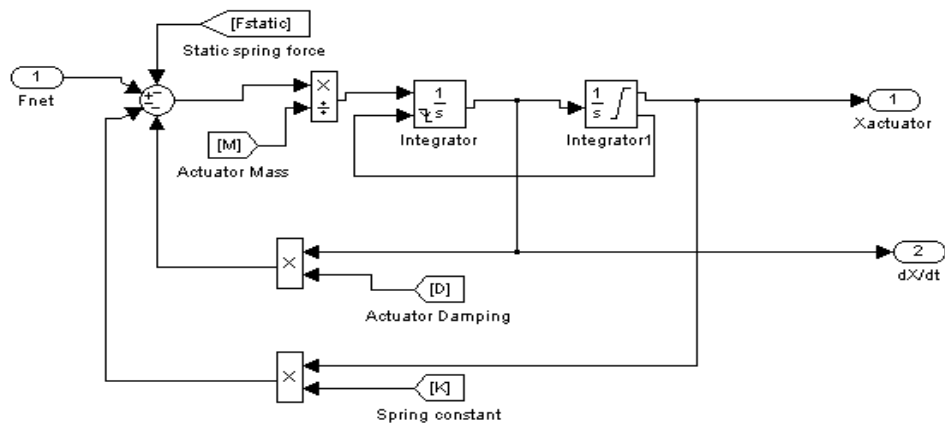 [Fstatic]
Static spring force
1
Fnet
+ −
− −
×
÷
1
s
Integrator
1
s
Integrator1
1
Xactuator
[M]
Actuator Mass
×
[D]
Actuator Damping
2
dX/dt
×
[K]
Spring constant